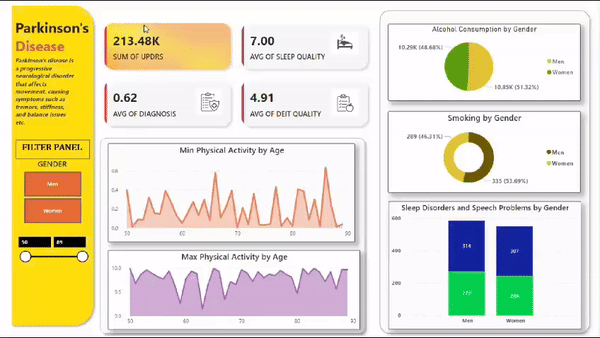 Parkinson's
Disease
Parkinson's disease is
a progressive
neurological disorder
that affects
movement, causing
symptoms such as
tremors, stiffness,
and balance issues
etc.
FILTER PANEL
GENDER
Men
Women
50
89
213.48K
SUM OF UPDRS
7.00
AVG OF SLEEP QUALITY
0.62
AVG OF DIAGNOSIS
4.91
AVG OF DEIT QUALITY
Min Physical Activity by Age
0.6
0.4
0.2
0.0
50
60
70
80
90
Max Physical Activity by Age
10.0
9.5
50
60
70
80
90
Alcohol Consumption by Gender
10.29K (48.68%)
10.85K (51.32%)
Men
Women
Smoking by Gender
289 (46.31%)
335 (53.69%)
Men
Women
Sleep Disorders and Speech Problems by Gender
600
400
200
0
314
307
Men
Women